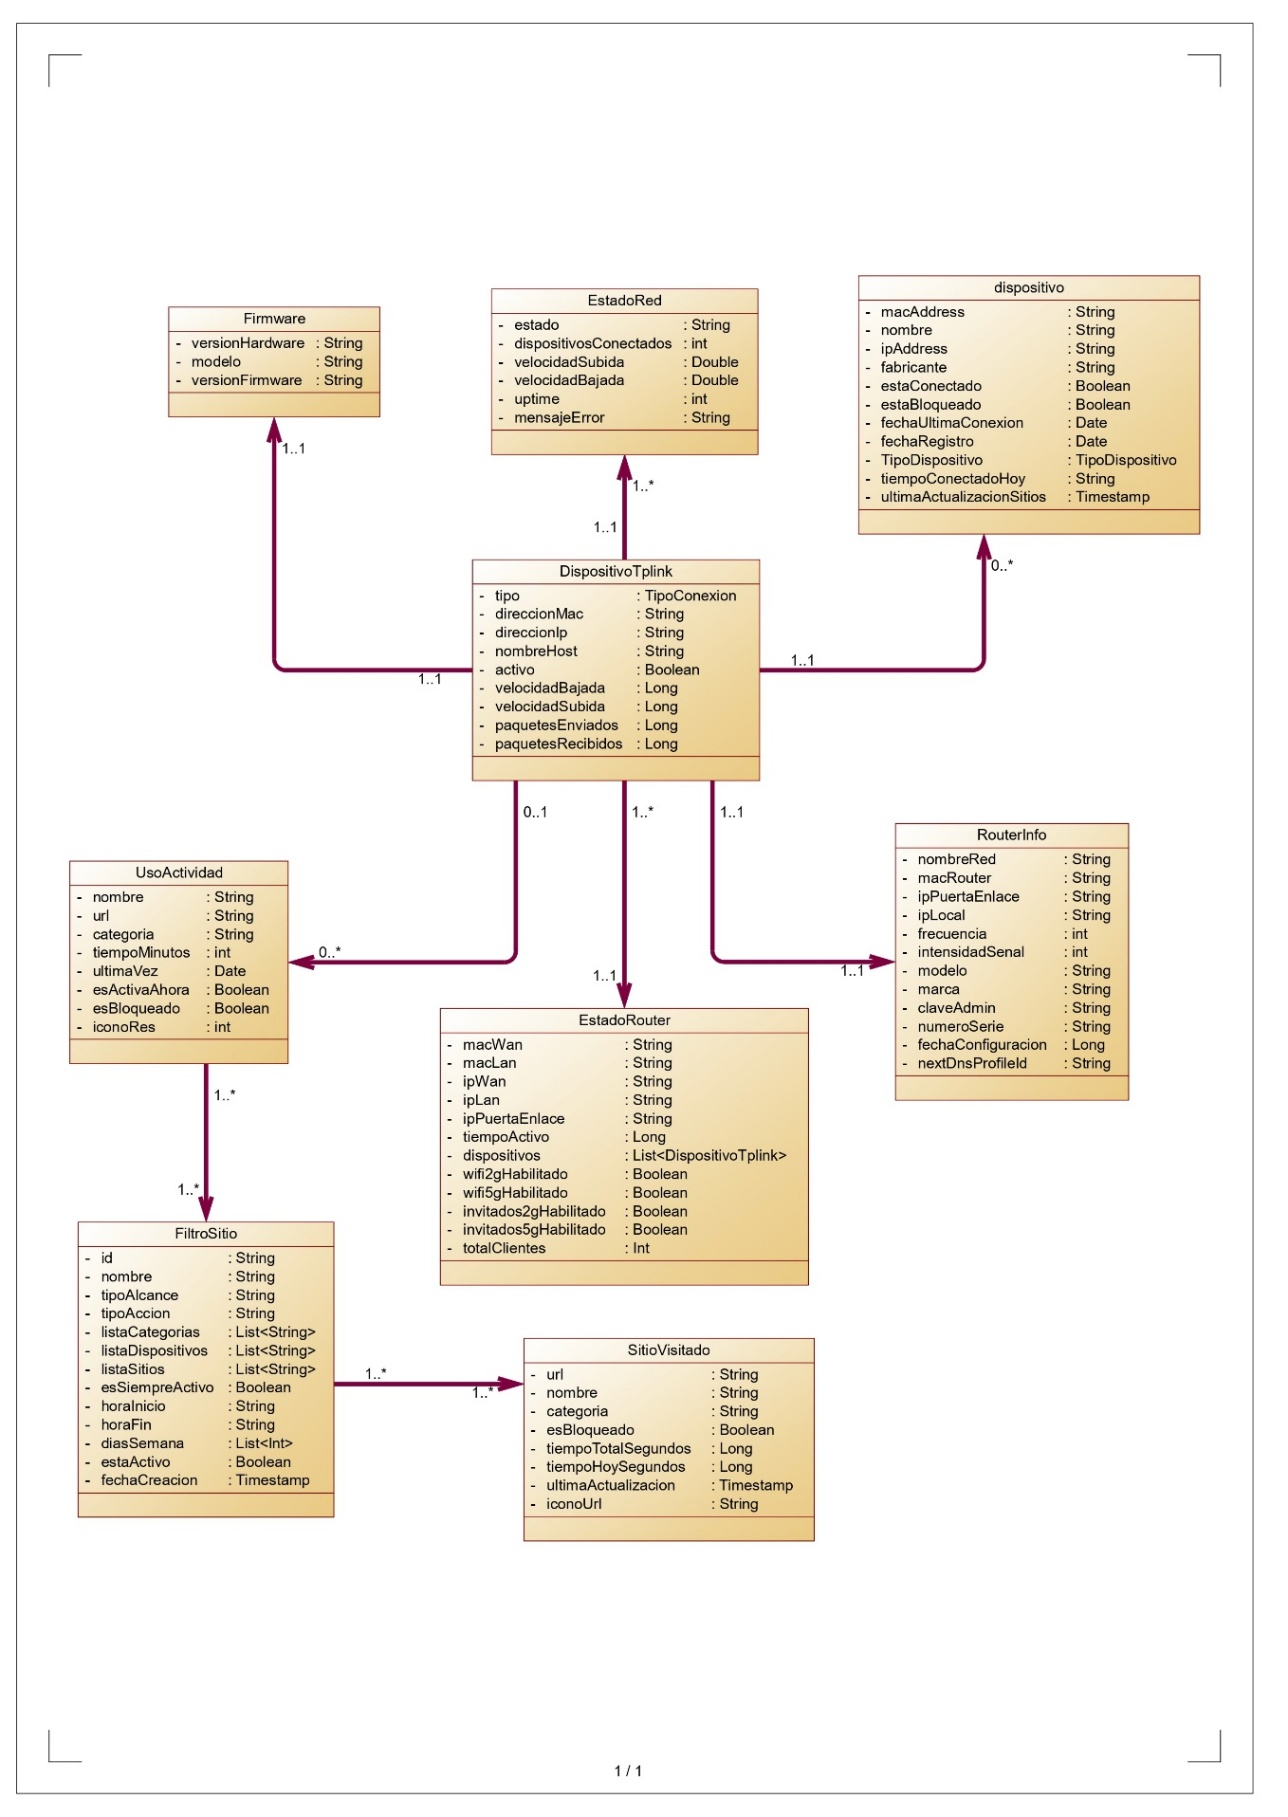 Firmware
- versionHardware : String
- modelo : String
- versionFirmware : String
1..1
EstadoRed
- estado : String
- dispositivosConectados : int
- velocidadSubida : Double
- velocidadBajada : Double
- uptime : int
- mensajeError : String
1..*
1..1
dispositivo
- macAddress : String
- nombre : String
- ipAddress : String
- fabricante : String
- estaConectado : Boolean
- estaBloqueado : Boolean
- fechaUltimaConexion : Date
- fechaRegistro : Date
- TipoDispositivo : TipoDispositivo
- tiempoConectadoHoy : String
- ultimaActualizacionSitios : Timestamp
0..*
DispositivoTplink
- tipo : TipoConexion
- direccionMac : String
- direccionIp : String
- nombreHost : String
- activo : Boolean
- velocidadBajada : Long
- velocidadSubida : Long
- paquetesEnviados : Long
- paquetesRecibidos : Long
1..1
1..1
0..1
1..*
1..1
UsoActividad
- nombre : String
- url : String
- categoria : String
- tiempoMinutos : int
- ultimaVez : Date
- esActivaAhora : Boolean
- esBloqueado : Boolean
- iconoRes : int
0..*
1..1
1..1
RouterInfo
- nombreRed : String
- macRouter : String
- ipPuertaEnlace : String
- ipLocal : String
- frecuencia : int
- intensidadSenal : int
- modelo : String
- marca : String
- claveAdmin : String
- numeroSerie : String
- fechaConfiguracion : Long
- nextDnsProfileId : String
EstadoRouter
- macWan : String
- macLan : String
- ipWan : String
- ipLan : String
- ipPuertaEnlace : String
- tiempoActivo : Long
- dispositivos : List<DispositivoTplink>
- wifi2gHabilitado : Boolean
- wifi5gHabilitado : Boolean
- invitados2gHabilitado : Boolean
- invitados5gHabilitado : Boolean
- totalClientes : Int
1..*
1..*
FiltroSitio
- id : String
- nombre : String
- tipoAlcance : String
- tipoAccion : String
- listaCategorias : List<String>
- listaDispositivos : List<String>
- listaSitios : List<String>
- esSiempreActivo : Boolean
- horaInicio : String
- horaFin : String
- diasSemana : List<Int>
- estaActivo : Boolean
- fechaCreacion : Timestamp
1..*
1..*
SitioVisitado
- url : String
- nombre : String
- categoria : String
- esBloqueado : Boolean
- tiempoTotalSegundos : Long
- tiempoHoySegundos : Long
- ultimaActualizacion : Timestamp
- iconoUrl : String
1 / 1